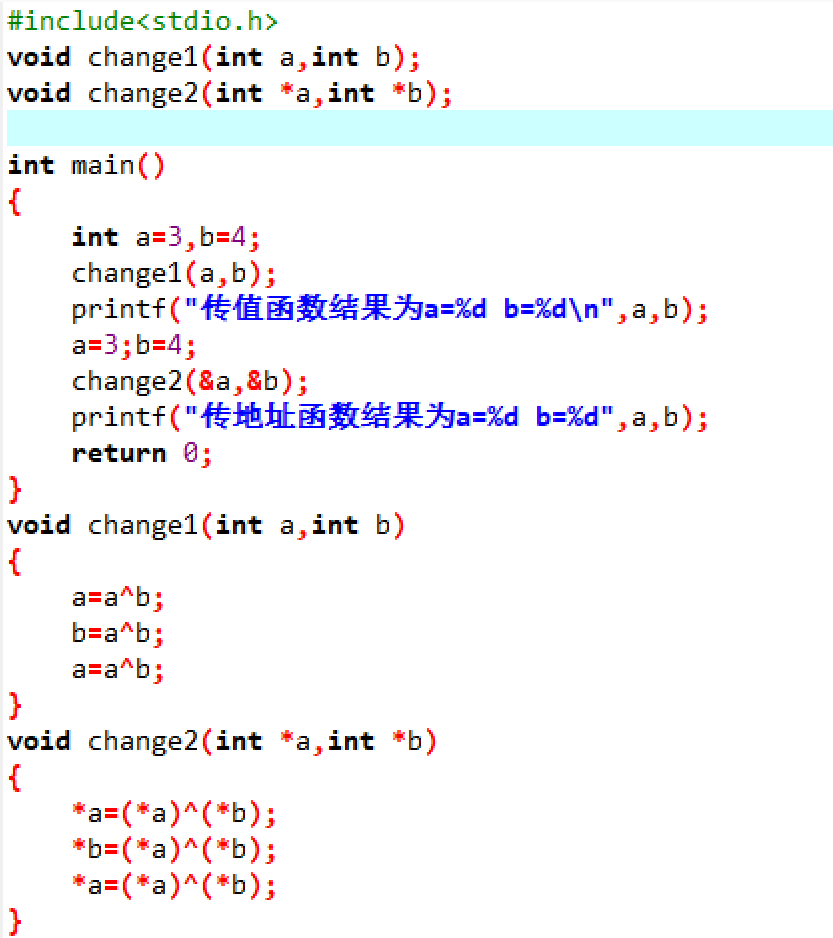 #include<stdio.h>
void change1(int a,int b);
void change2(int *a,int *b);
int main()
{
int a=3,b=4;
change1(a,b);
printf("传值函数结果为a=%d b=%d\n",a,b);
a=3;b=4;
change2(&a,&b);
printf("传地址函数结果为a=%d b=%d",a,b);
return 0;
}
void change1(int a,int b)
{
a=a^b;
b=a^b;
a=a^b;
}
void change2(int *a,int *b)
{
*a=(*a)^(*b);
*b=(*a)^(*b);
*a=(*a)^(*b);
}